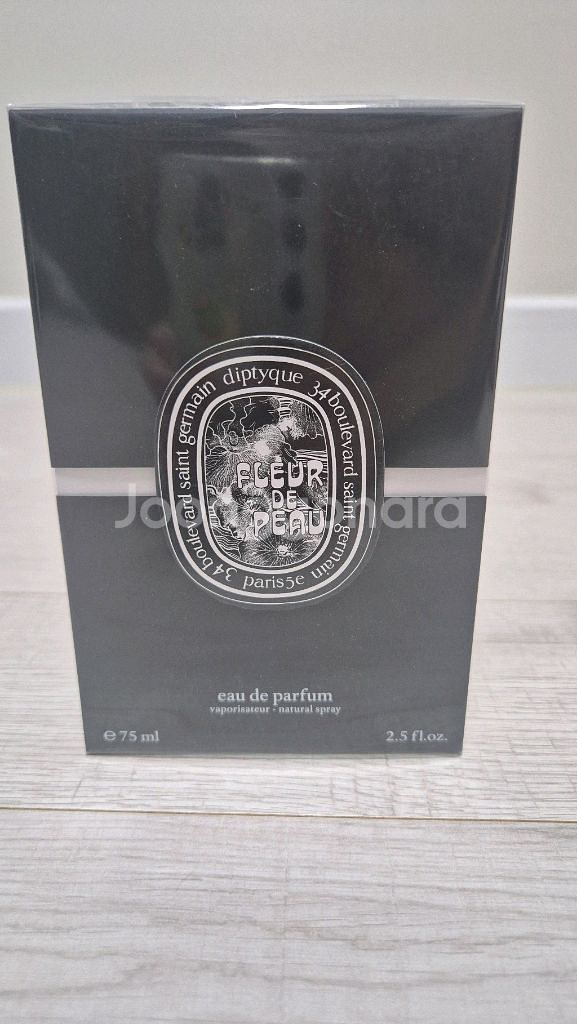 diptyque 34 boulevard saint germain paris5e 34 boulevard saint germain
FLEUR
DE
PEAU
eau de parfum
vaporisateur - natural spray
℮75 ml
2.5 fl.oz.